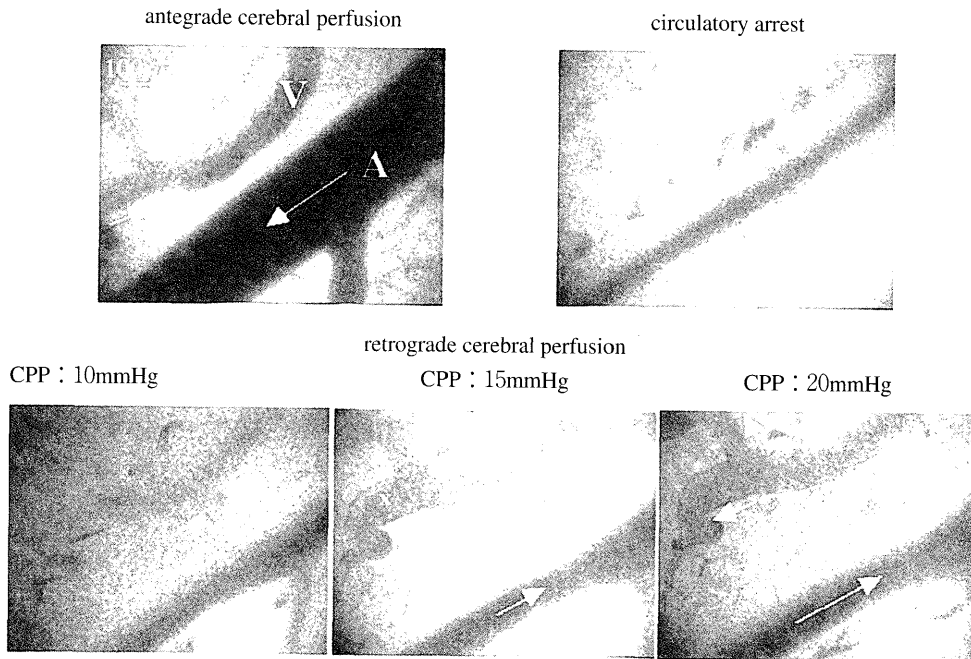 antegrade cerebral perfusion
circulatory arrest
V
A
retrograde cerebral perfusion
CPP：10mmHg
CPP：15mmHg
CPP：20mmHg